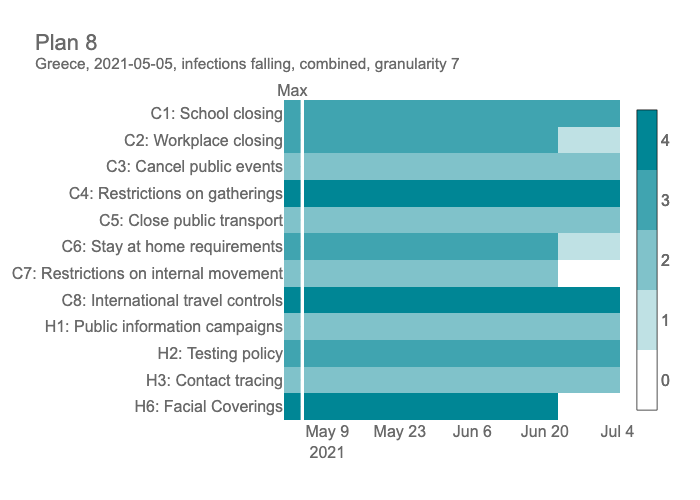 Plan 8
Greece, 2021-05-05, infections falling, combined, granularity 7
Max
C1: School closing
C2: Workplace closing
C3: Cancel public events
C4: Restrictions on gatherings
C5: Close public transport
C6: Stay at home requirements
C7: Restrictions on internal movement
C8: International travel controls
H1: Public information campaigns
H2: Testing policy
H3: Contact tracing
H6: Facial Coverings
May 9 May 23 Jun 6 Jun 20 Jul 4
2021
4
3
2
1
0